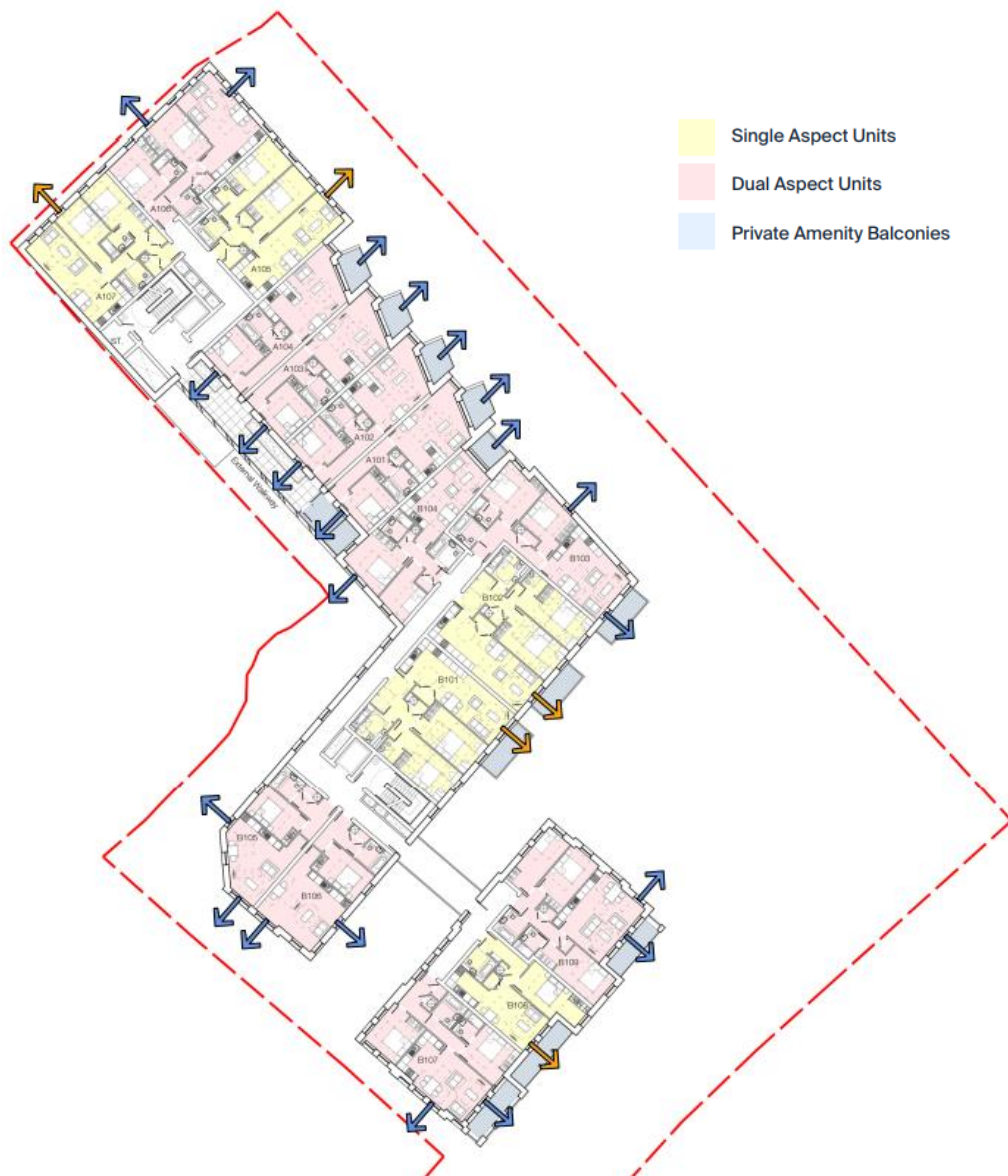 Single Aspect Units
Dual Aspect Units
Private Amenity Balconies
A106
A105
A107
ST.
A104
A103
A102
A101
External Walkway
B104
B103
B102
B101
B105
B106
B109
B108
B107